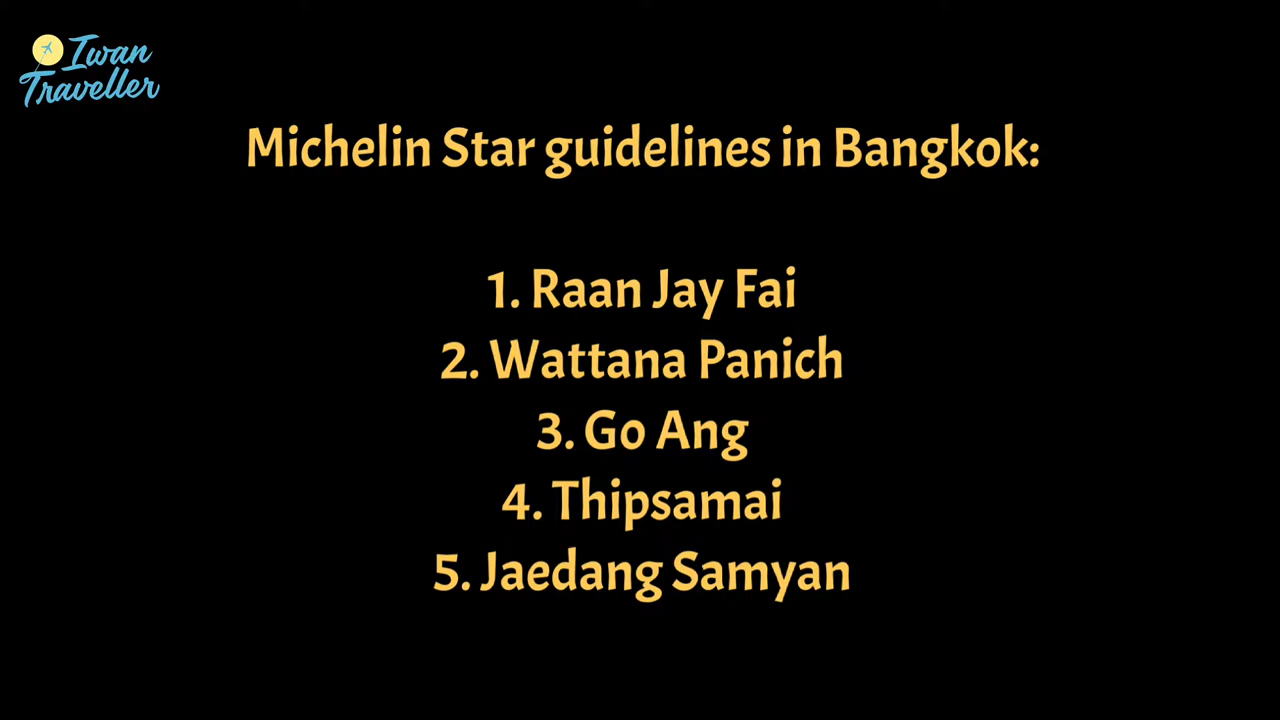 Iwan
Traveller
Michelin Star guidelines in Bangkok:
1. Raan Jay Fai
2. Wattana Panich
3. Go Ang
4. Thipsamai
5. Jaedang Samyan